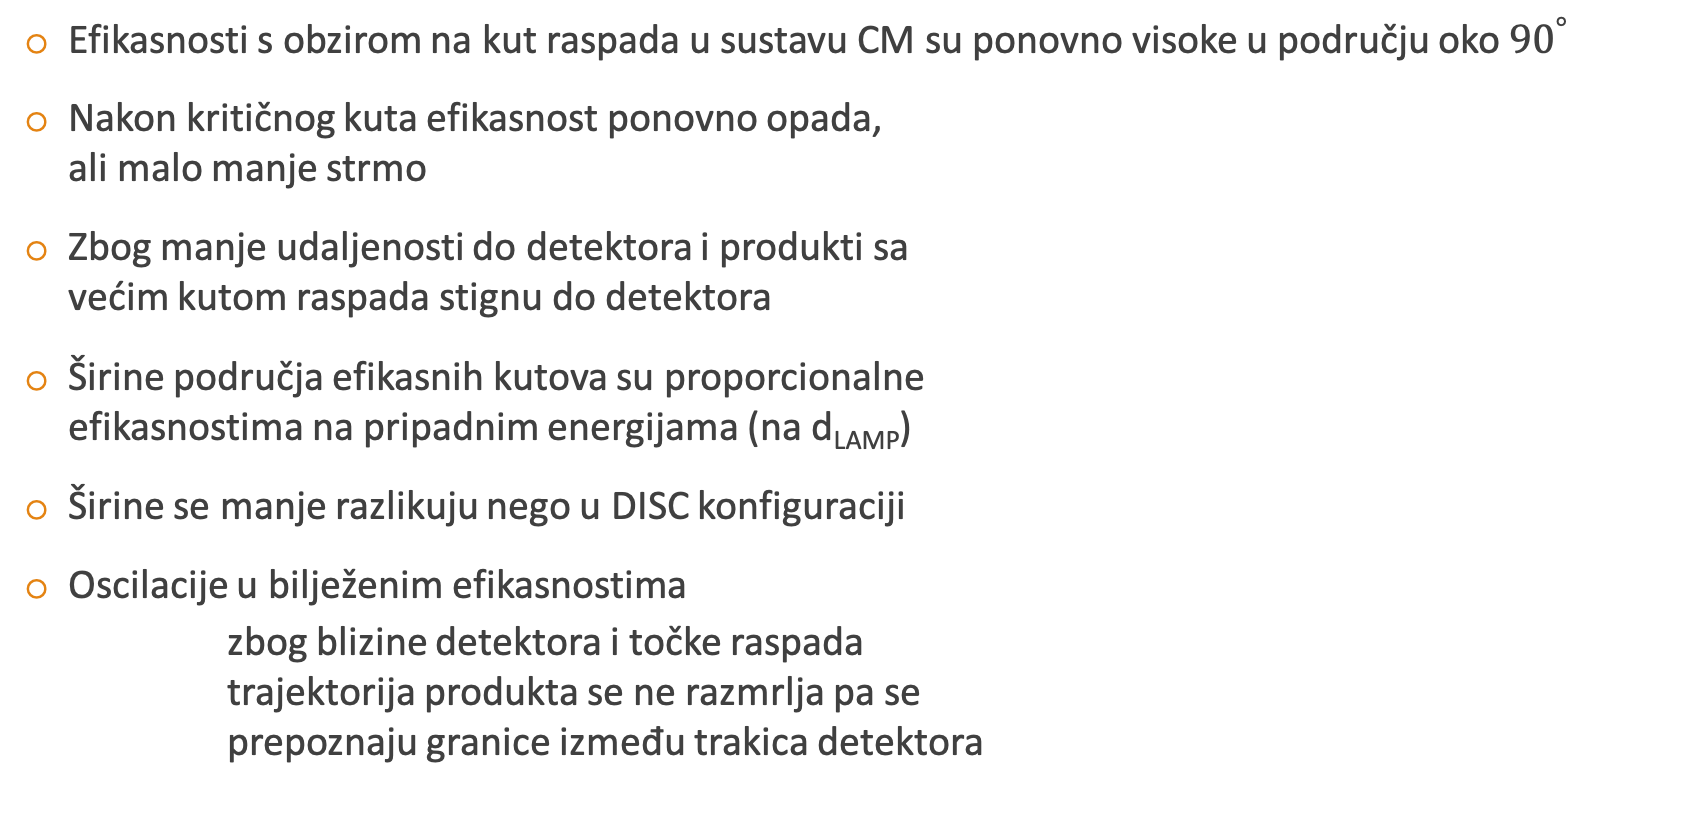 Efikasnosti s obzirom na kut raspada u sustavu CM su ponovno visoke u području oko 90°
Nakon kritičnog kuta efikasnost ponovno opada,
ali malo manje strmo
Zbog manje udaljenosti do detektora i produkti sa
većim kutom raspada stignu do detektora
Širine područja efikasnih kutova su proporcionalne
efikasnostima na pripadnim energijama (na dLAMP)
Širine se manje razlikuju nego u DISC konfiguraciji
Oscilacije u bilježenim efikasnostima
zbog blizine detektora i točke raspada
trajektorija produkta se ne razmrlja pa se
prepoznaju granice između trakica detektora